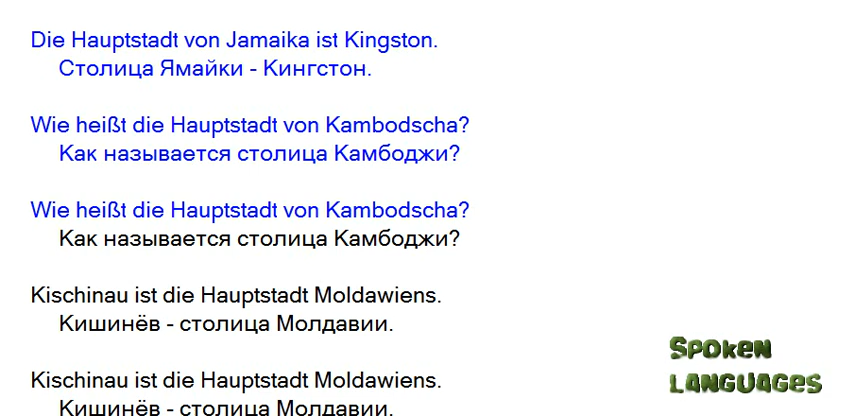 Die Hauptstadt von Jamaika ist Kingston.
Столица Ямайки - Кингстон.
Wie heißt die Hauptstadt von Kambodscha?
Как называется столица Камбоджи?
Wie heißt die Hauptstadt von Kambodscha?
Как называется столица Камбоджи?
Kischinau ist die Hauptstadt Moldawiens.
Кишинёв - столица Молдавии.
Kischinau ist die Hauptstadt Moldawiens.
Кишинёв - столица Молдавии.
Spoken
Languages